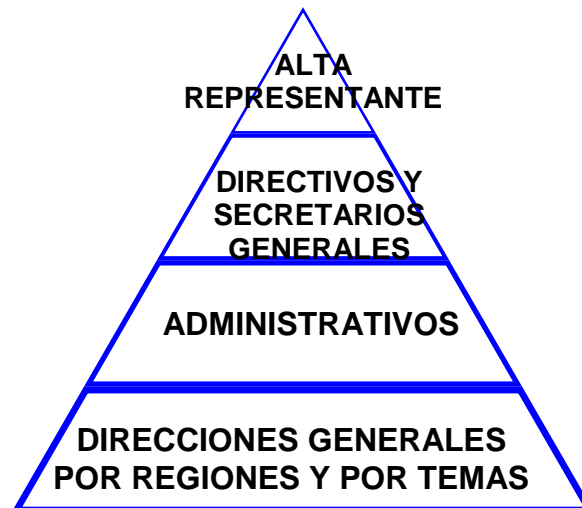 ALTA
REPRESENTANTE
DIRECTIVOS Y
SECRETARIOS
GENERALES
ADMINISTRATIVOS
DIRECCIONES GENERALES
POR REGIONES Y POR TEMAS